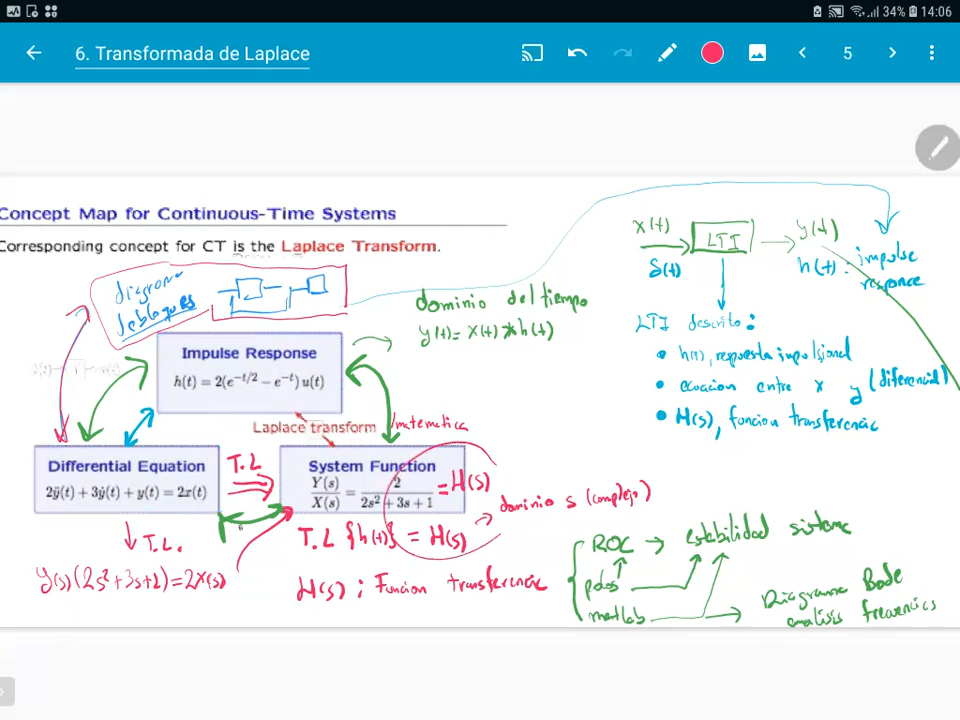 34% 14:06
6. Transformada de Laplace
5
Concept Map for Continuous-Time Systems
Corresponding concept for CT is the Laplace Transform.
diagrama
de bloques
Impulse Response
h(t) = 2(e^{-t/2} − e^{-t}) u(t)
dominio del tiempo
y(t) = x(t) * h(t)
Laplace transform
matematica
Differential Equation
2ÿ(t) + 3ẏ(t) + y(t) = 2x(t)
T.L
System Function
Y(s)/X(s) = 2/(2s² + 3s + 1) = H(s)
T.L.
Y(s)(2s²+3s+1)=2X(s)
T.L {h(t)} = H(s)
dominio s (complejo)
H(s) ; Funcion transferencia
x(t)
LTI
y(t)
δ(t)
h(t) : impulse
responce
LTI descrito:
• h(t), respuesta impulsional
• ecuacion entre x y (diferencial)
• H(s), funcion transferencia
ROC → estabilidad sistema
polos
matlab
Diagrama Bode
analisis frecuencias